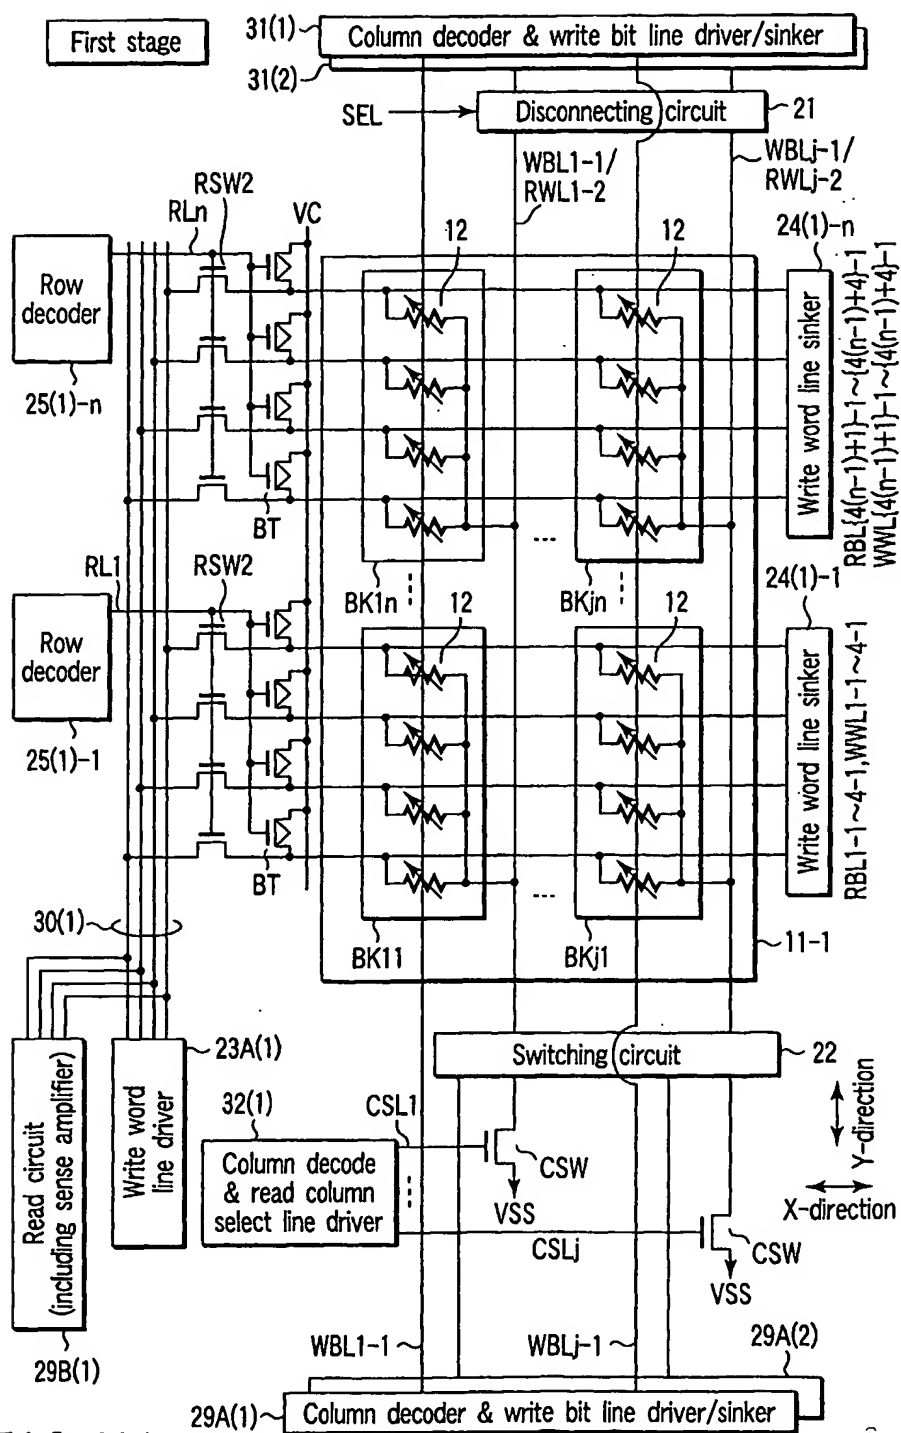 First stage
31(1)
Column decoder & write bit line driver/sinker
31(2)
SEL
Disconnecting circuit
21
WBL1-1/
RWL1-2
WBLj-1/
RWLj-2
RSW2
RLn
VC
12
12
24(1)-n
Row
decoder
25(1)-n
BT
Write word line sinker
RBL{4(n-1)+1}-1~{4(n-1)+4}-1
WWL{4(n-1)+1}-1~{4(n-1)+4}-1
...
BK1n
BKjn
RL1
RSW2
12
12
24(1)-1
Row
decoder
25(1)-1
BT
Write word line sinker
RBL1-1~4-1,WWL1-1~4-1
...
30(1)
BK11
BKj1
11-1
23A(1)
Switching circuit
22
Read circuit
(including sense amplifier)
Write word
line driver
32(1)
CSL1
Column decode
& read column
select line driver
CSW
VSS
Y-direction
X-direction
CSLj
CSW
VSS
29B(1)
WBL1-1
WBLj-1
29A(2)
29A(1)
Column decoder & write bit line driver/sinker